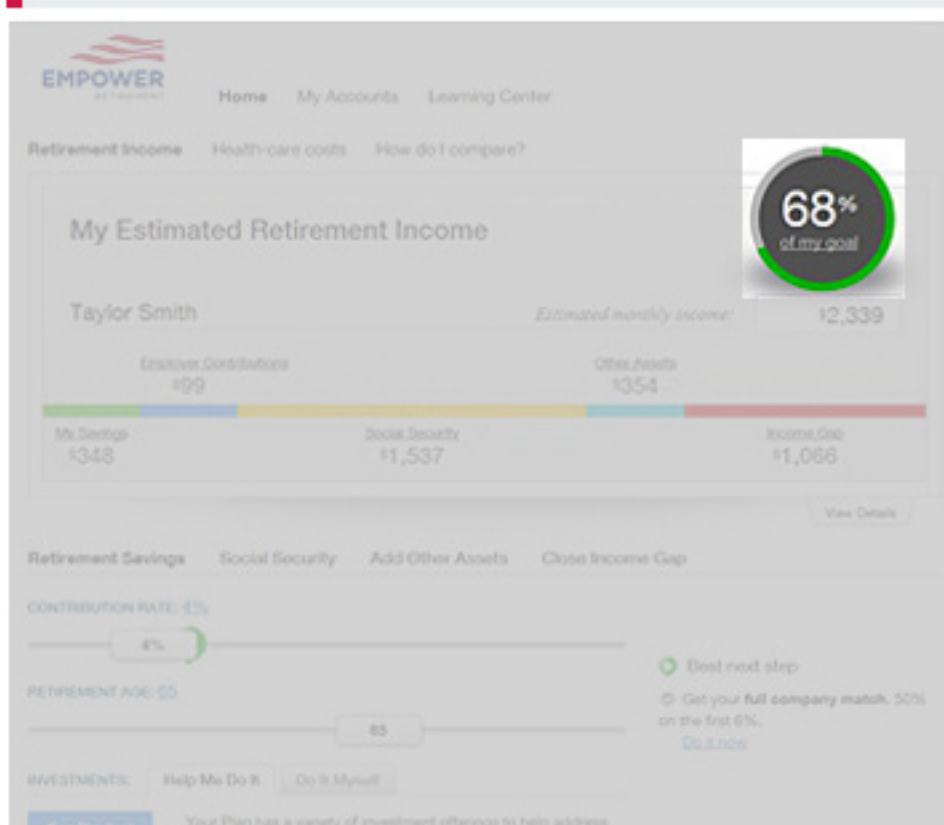 EMPOWER
RETIREMENT
Home My Accounts Learning Center
Retirement Income Health-care costs How do I compare?
68%
of my goal
My Estimated Retirement Income
Taylor Smith Estimated monthly income: $2,339
Employer Contributions Other Assets
$99 $354
My Savings Social Security Income Gap
$348 $1,537 $1,066
View Details
Retirement Savings Social Security Add Other Assets Close Income Gap
CONTRIBUTION RATE: 4%
4%
Best next step
RETIREMENT AGE: 65
Get your full company match. 50%
on the first 6%.
65
Do it now
INVESTMENTS: Help Me Do It Do It Myself
Your Plan has a variety of investment offerings to help address